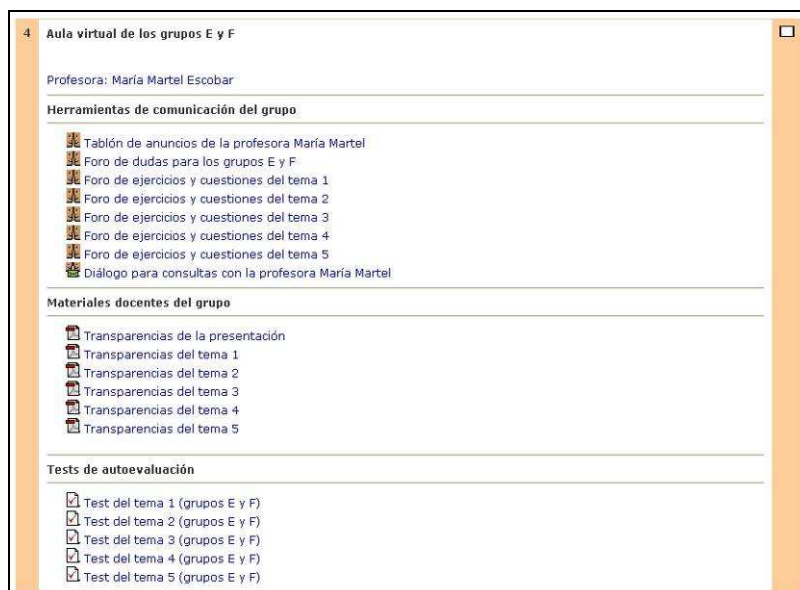 4 Aula virtual de los grupos E y F
Profesora: María Martel Escobar
Herramientas de comunicación del grupo
Tablón de anuncios de la profesora María Martel
Foro de dudas para los grupos E y F
Foro de ejercicios y cuestiones del tema 1
Foro de ejercicios y cuestiones del tema 2
Foro de ejercicios y cuestiones del tema 3
Foro de ejercicios y cuestiones del tema 4
Foro de ejercicios y cuestiones del tema 5
Diálogo para consultas con la profesora María Martel
Materiales docentes del grupo
Transparencias de la presentación
Transparencias del tema 1
Transparencias del tema 2
Transparencias del tema 3
Transparencias del tema 4
Transparencias del tema 5
Tests de autoevaluación
Test del tema 1 (grupos E y F)
Test del tema 2 (grupos E y F)
Test del tema 3 (grupos E y F)
Test del tema 4 (grupos E y F)
Test del tema 5 (grupos E y F)